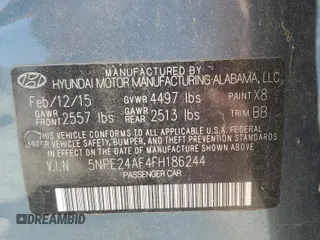 MANUFACTURED BY
HYUNDAI MOTOR MANUFACTURING ALABAMA, LLC.
Feb/12/15 GVWR 4497 lbs PAINT X8
GAWR FRONT 2557 lbs GAWR REAR 2513 lbs TRIM BB
THIS VEHICLE CONFORMS TO ALL APPLICABLE
U.S. FEDERAL MOTOR VEHICLE SAFETY, BUMPER,
AND THEFT PREVENTION STANDARDS IN EFFECT
ON THE DATE OF MANUFACTURE SHOWN ABOVE.
V.I.N 5NPE24AF4FH186244
PASSENGER CAR
© DREAMBID.COM